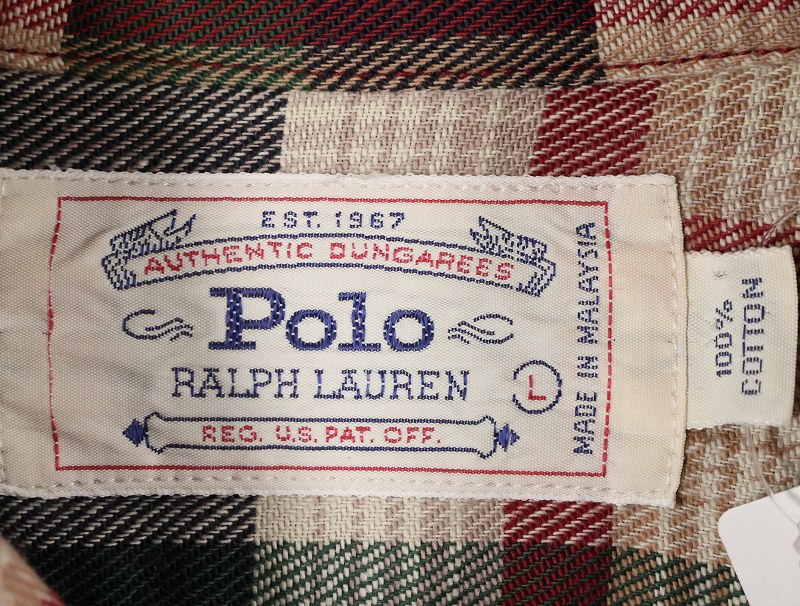 EST. 1967
AUTHENTIC DUNGAREES
Polo
RALPH LAUREN
L
REG. U.S. PAT. OFF.
MADE IN MALAYSIA
100%
COTTON